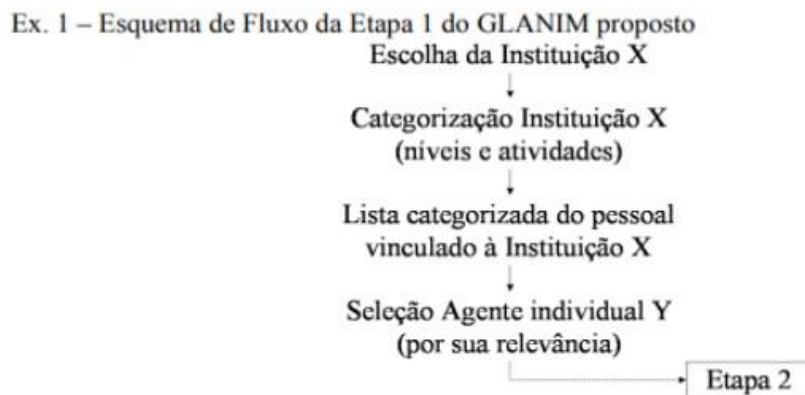 Ex. 1 – Esquema de Fluxo da Etapa 1 do GLANIM proposto
Escolha da Instituição X
Categorização Instituição X
(níveis e atividades)
Lista categorizada do pessoal
vinculado à Instituição X
Seleção Agente individual Y
(por sua relevância)
Etapa 2